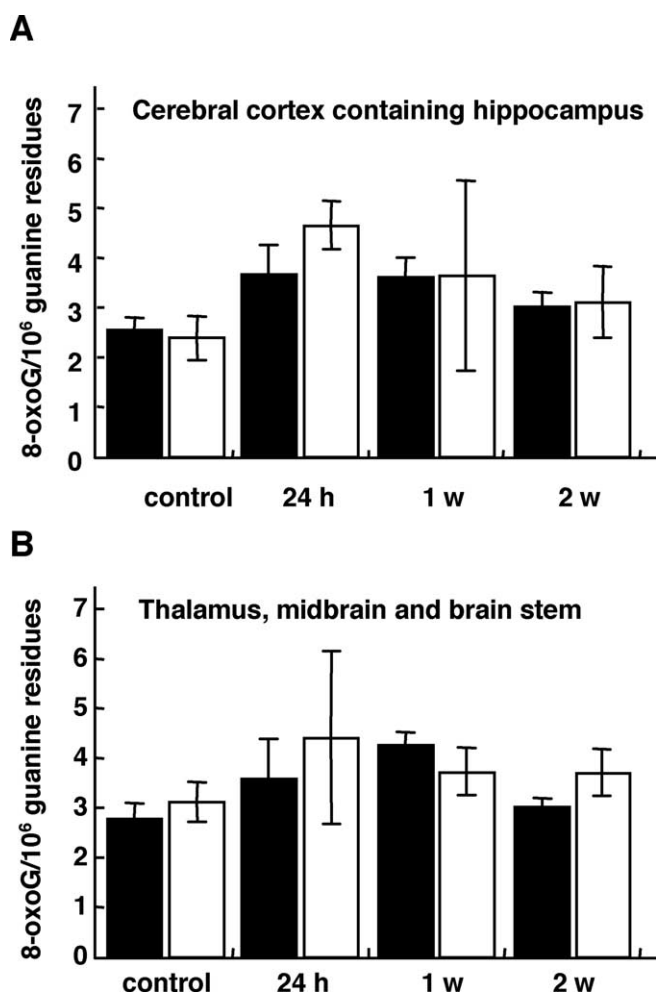 A
Cerebral cortex containing hippocampus
8-oxoG/10⁶ guanine residues
7
6
5
4
3
2
1
0
control 24 h 1 w 2 w
B
Thalamus, midbrain and brain stem
8-oxoG/10⁶ guanine residues
7
6
5
4
3
2
1
0
control 24 h 1 w 2 w